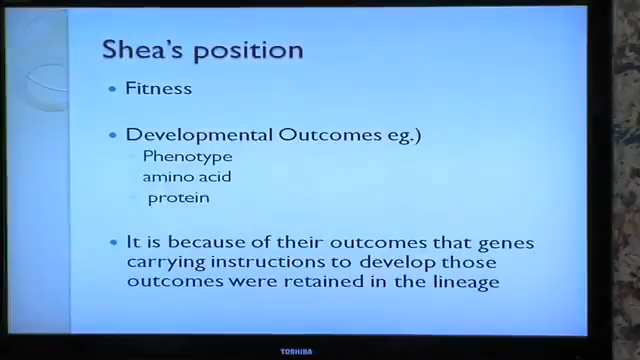 Shea's position
Fitness
Developmental Outcomes eg.)
Phenotype
amino acid
protein
It is because of their outcomes that genes
carrying instructions to develop those
outcomes were retained in the lineage
TOSHIBA